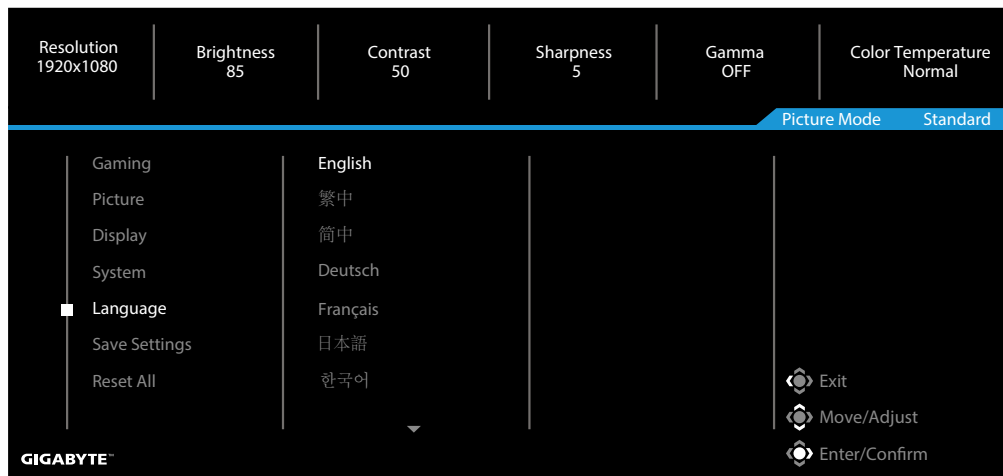 Resolution
1920x1080
Brightness
85
Contrast
50
Sharpness
5
Gamma
OFF
Color Temperature
Normal
Picture Mode Standard
Gaming
Picture
Display
System
Language
Save Settings
Reset All
English
繁中
简中
Deutsch
Français
日本語
한국어
Exit
Move/Adjust
Enter/Confirm
GIGABYTE™